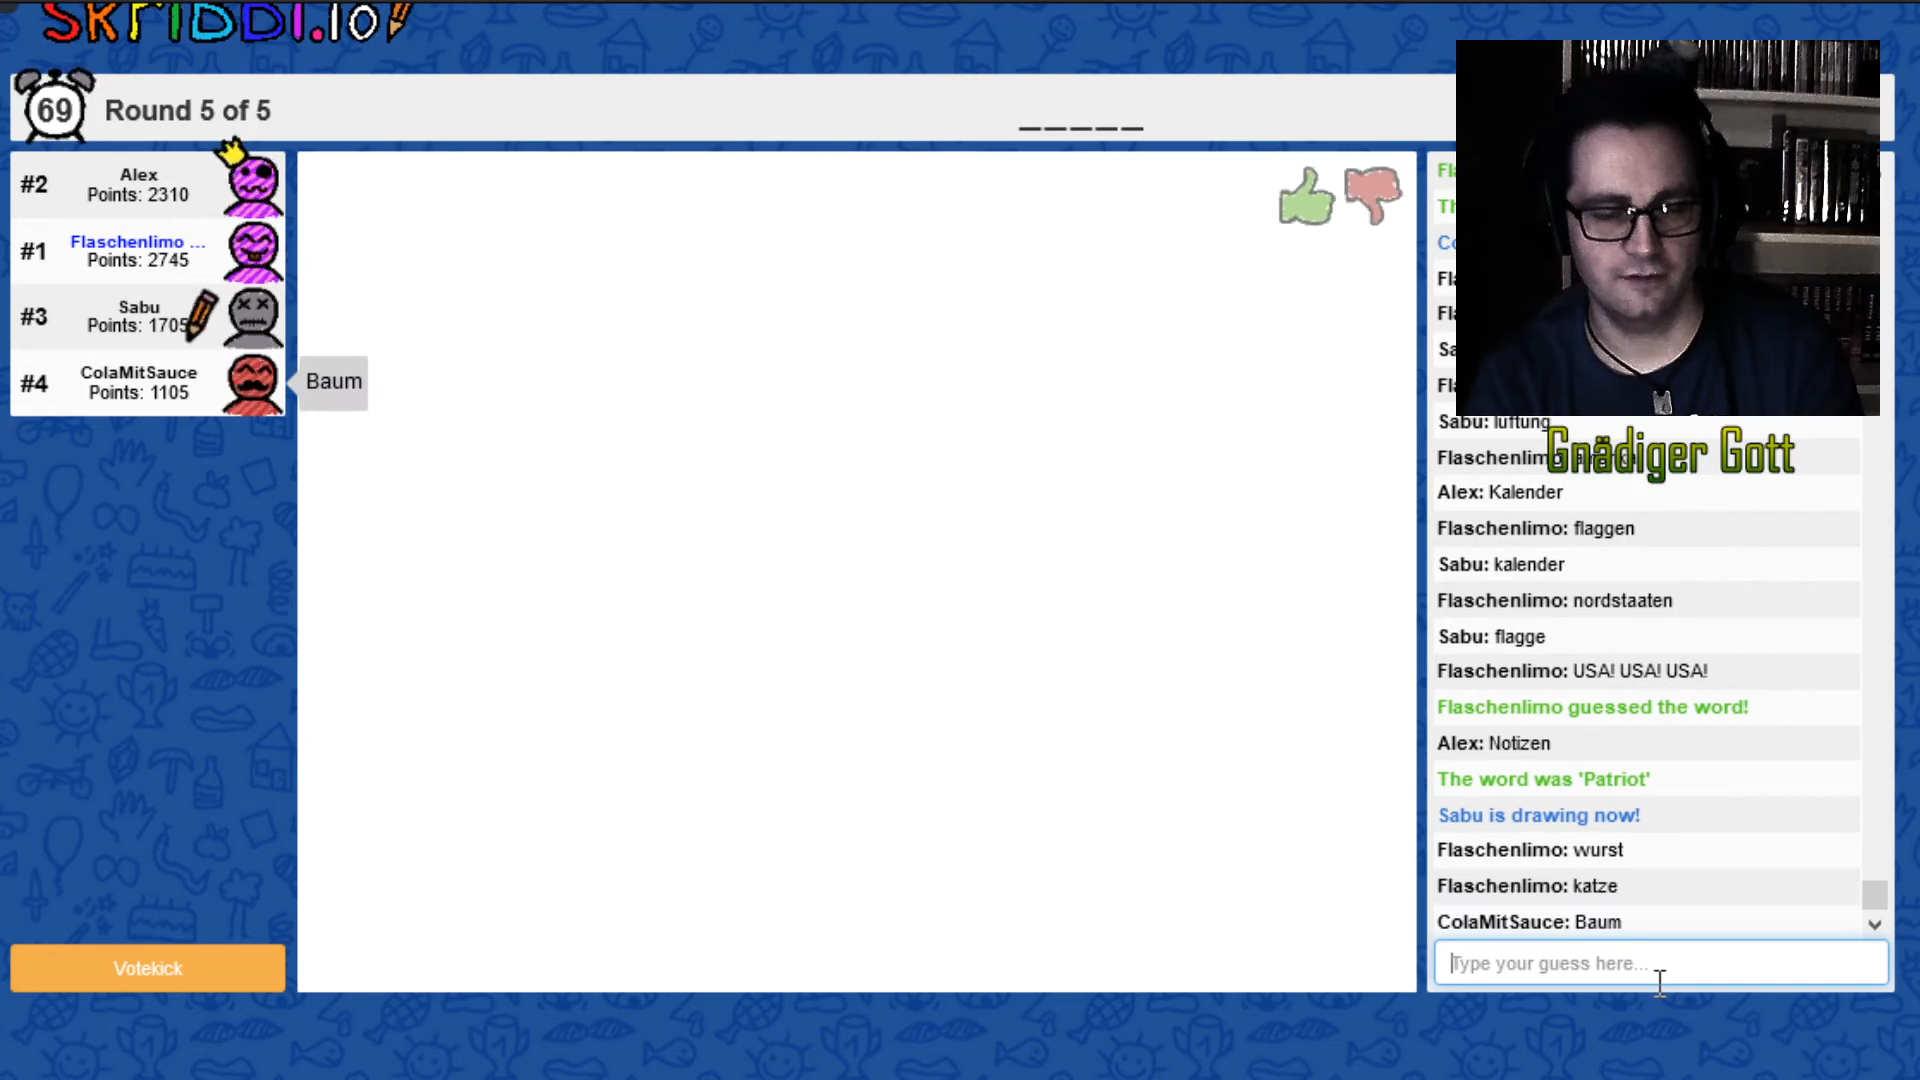 SKRIBBL.IO
69
Round 5 of 5
_____
#2
Alex
Points: 2310
#1
Flaschenlimo ...
Points: 2745
#3
Sabu
Points: 1705
#4
ColaMitSauce
Points: 1105
Baum
Votekick
Gnädiger Gott
Sabu: luftung
Flaschenlim
Alex: Kalender
Flaschenlimo: flaggen
Sabu: kalender
Flaschenlimo: nordstaaten
Sabu: flagge
Flaschenlimo: USA! USA! USA!
Flaschenlimo guessed the word!
Alex: Notizen
The word was 'Patriot'
Sabu is drawing now!
Flaschenlimo: wurst
Flaschenlimo: katze
ColaMitSauce: Baum
Type your guess here...